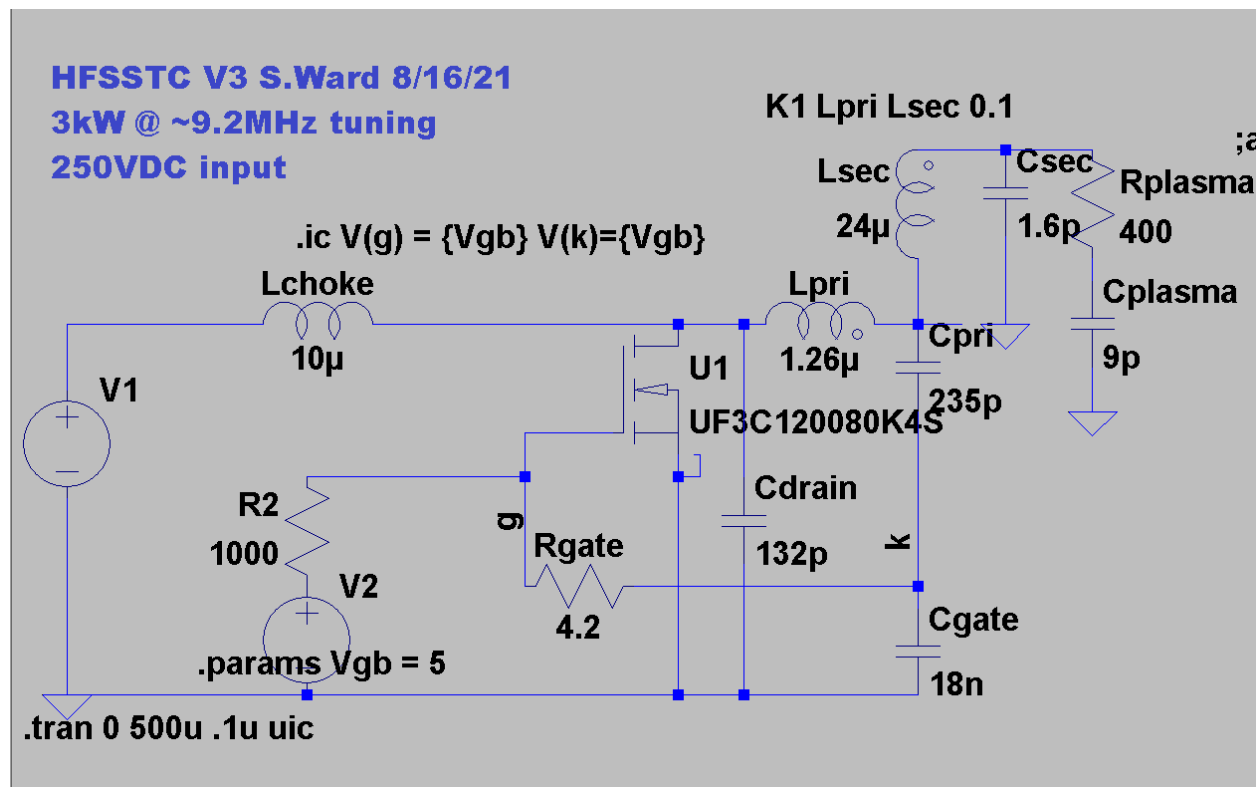 HFSSTC V3 S.Ward 8/16/21
3kW @ ~9.2MHz tuning
250VDC input
K1 Lpri Lsec 0.1
;a
Lsec
24µ
Csec
1.6p
Rplasma
400
.ic V(g) = {Vgb} V(k)={Vgb}
Lchoke
10µ
Lpri
1.26µ
Cplasma
9p
Cpri
235p
V1
U1
UF3C120080K4S
R2
1000
g
Rgate
4.2
Cdrain
132p
k
V2
.params Vgb = 5
Cgate
18n
.tran 0 500u .1u uic